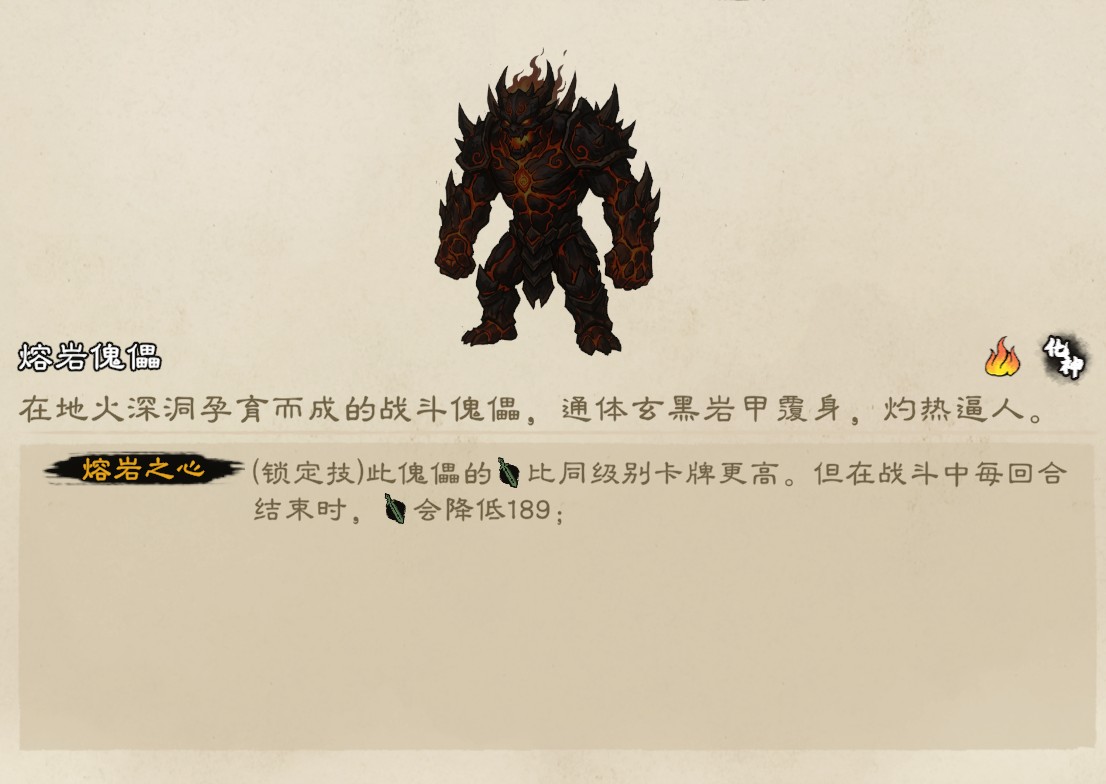 熔岩傀儡
化神
在地火深洞孕育而成的战斗傀儡，通体玄黑岩甲覆身，灼热逼人。
熔岩之心 (锁定技)此傀儡的比同级别卡牌更高。但在战斗中每回合
结束时，会降低189；